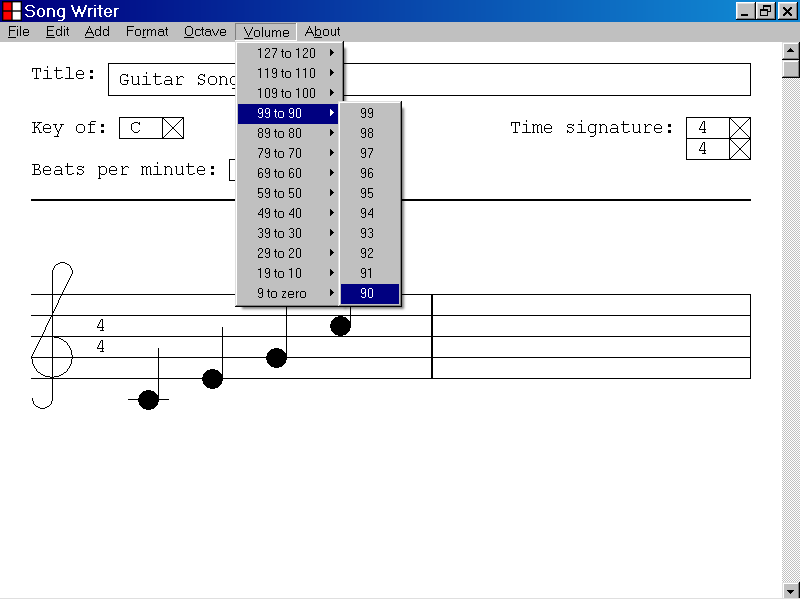 Song Writer
File Edit Add Format Octave Volume About
Title: Guitar Song
Key of: C
Time signature: 4
4
Beats per minute:
127 to 120
119 to 110
109 to 100
99 to 90
89 to 80
79 to 70
69 to 60
59 to 50
49 to 40
39 to 30
29 to 20
19 to 10
9 to zero
99
98
97
96
95
94
93
92
91
90
4
4